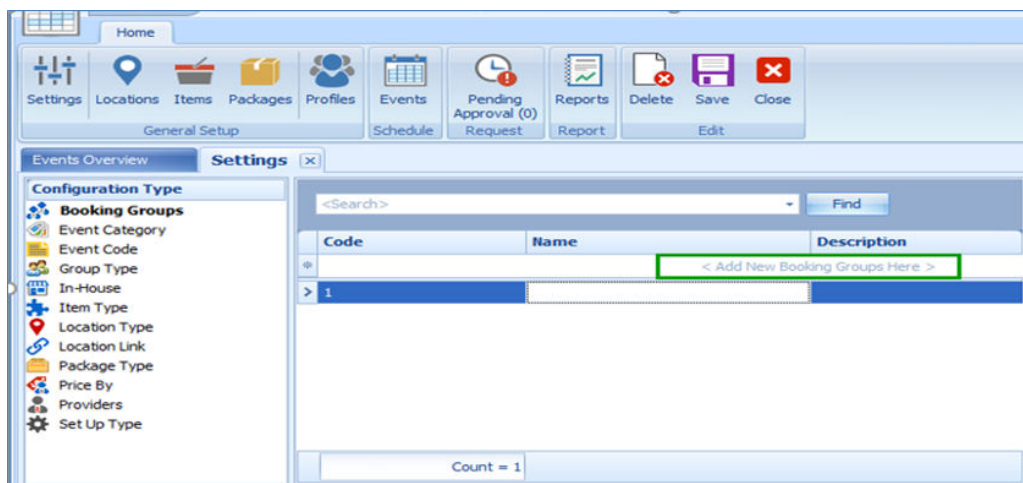 Home
Settings Locations Items Packages Profiles Events Pending Approval (0) Reports Delete Save Close
General Setup Schedule Request Report Edit
Events Overview Settings
Configuration Type
Booking Groups
Event Category
Event Code
Group Type
In-House
Item Type
Location Type
Location Link
Package Type
Price By
Providers
Set Up Type
<Search> Find
Code Name Description
< Add New Booking Groups Here >
1
Count = 1